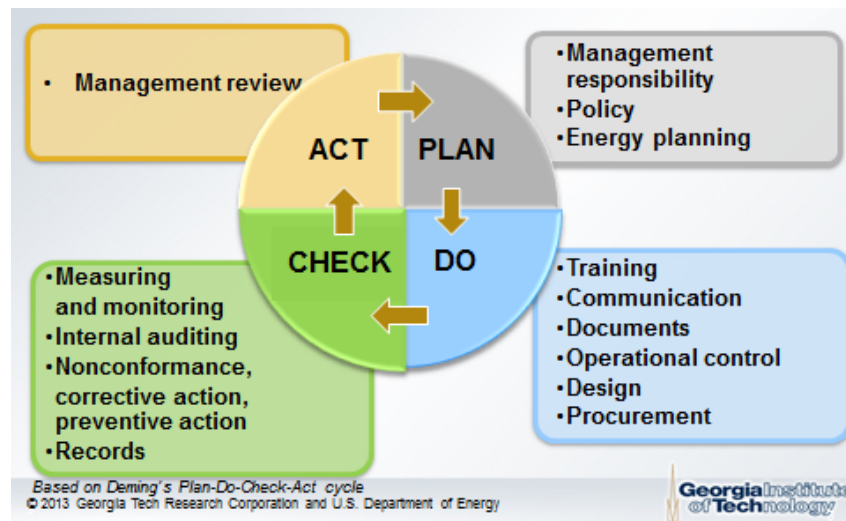 • Management review
ACT
PLAN
• Management
responsibility
• Policy
• Energy planning
CHECK
DO
• Measuring
and monitoring
• Internal auditing
• Nonconformance,
corrective action,
preventive action
• Records
• Training
• Communication
• Documents
• Operational control
• Design
• Procurement
Based on Deming's Plan-Do-Check-Act cycle
© 2013 Georgia Tech Research Corporation and U.S. Department of Energy
Georgia Institute
of Technology